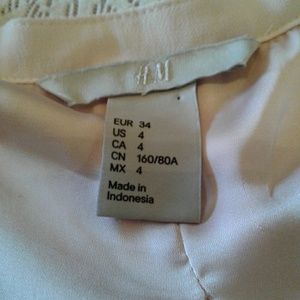 H&M
EUR 34
US 4
CA 4
CN 160/80A
MX 4
Made in
Indonesia